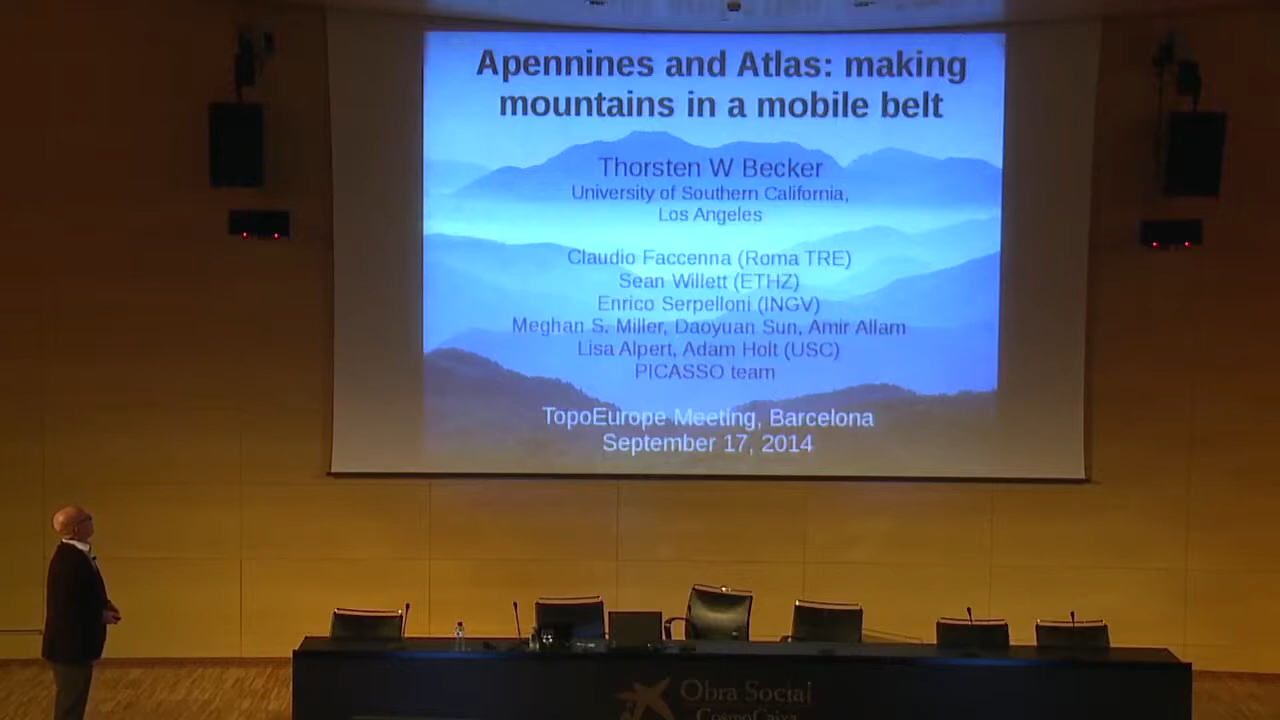 Apennines and Atlas: making
mountains in a mobile belt
Thorsten W Becker
University of Southern California,
Los Angeles
Claudio Faccenna (Roma TRE)
Sean Willett (ETHZ)
Enrico Serpelloni (INGV)
Meghan S. Miller, Daoyuan Sun, Amir Allam
Lisa Alpert, Adam Holt (USC)
PICASSO team
TopoEurope Meeting, Barcelona
September 17, 2014
Obra Social
CosmoCaixa